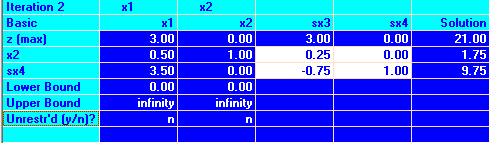 Iteration 2 x1 x2
Basic x1 x2 sx3 sx4 Solution
z (max) 3.00 0.00 3.00 0.00 21.00
x2 0.50 1.00 0.25 0.00 1.75
sx4 3.50 0.00 -0.75 1.00 9.75
Lower Bound 0.00 0.00
Upper Bound infinity infinity
Unrestr'd (y/n)? n n